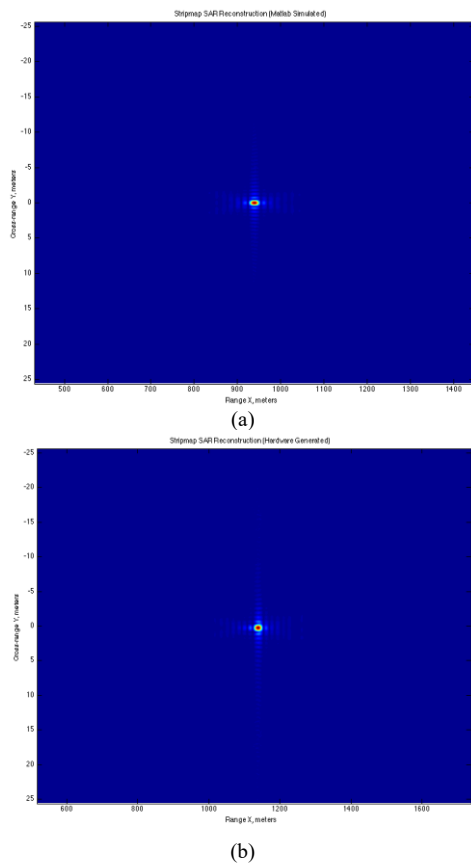 Stripmap SAR Reconstruction (Matlab Simulated)
-25
-20
-15
-10
-5
0
5
10
15
20
25
Cross-range Y, meters
500 600 700 800 900 1000 1100 1200 1300 1400
Range X, meters
(a)
Stripmap SAR Reconstruction (Hardware Generated)
-25
-20
-15
-10
-5
0
5
10
15
20
25
Cross-range Y, meters
600 800 1000 1200 1400 1600
Range X, meters
(b)